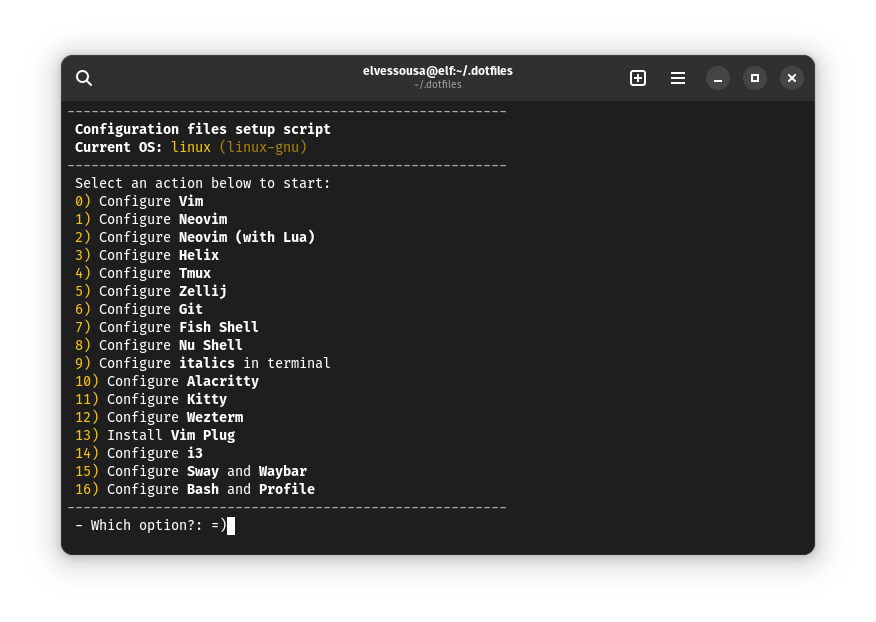 elvessousa@elf:~/.dotfiles
~/.dotfiles
-------------------------------------------------------
Configuration files setup script
Current OS: linux (linux-gnu)
-------------------------------------------------------
Select an action below to start:
0) Configure Vim
1) Configure Neovim
2) Configure Neovim (with Lua)
3) Configure Helix
4) Configure Tmux
5) Configure Zellij
6) Configure Git
7) Configure Fish Shell
8) Configure Nu Shell
9) Configure italics in terminal
10) Configure Alacritty
11) Configure Kitty
12) Configure Wezterm
13) Install Vim Plug
14) Configure i3
15) Configure Sway and Waybar
16) Configure Bash and Profile
-------------------------------------------------------
- Which option?: =)